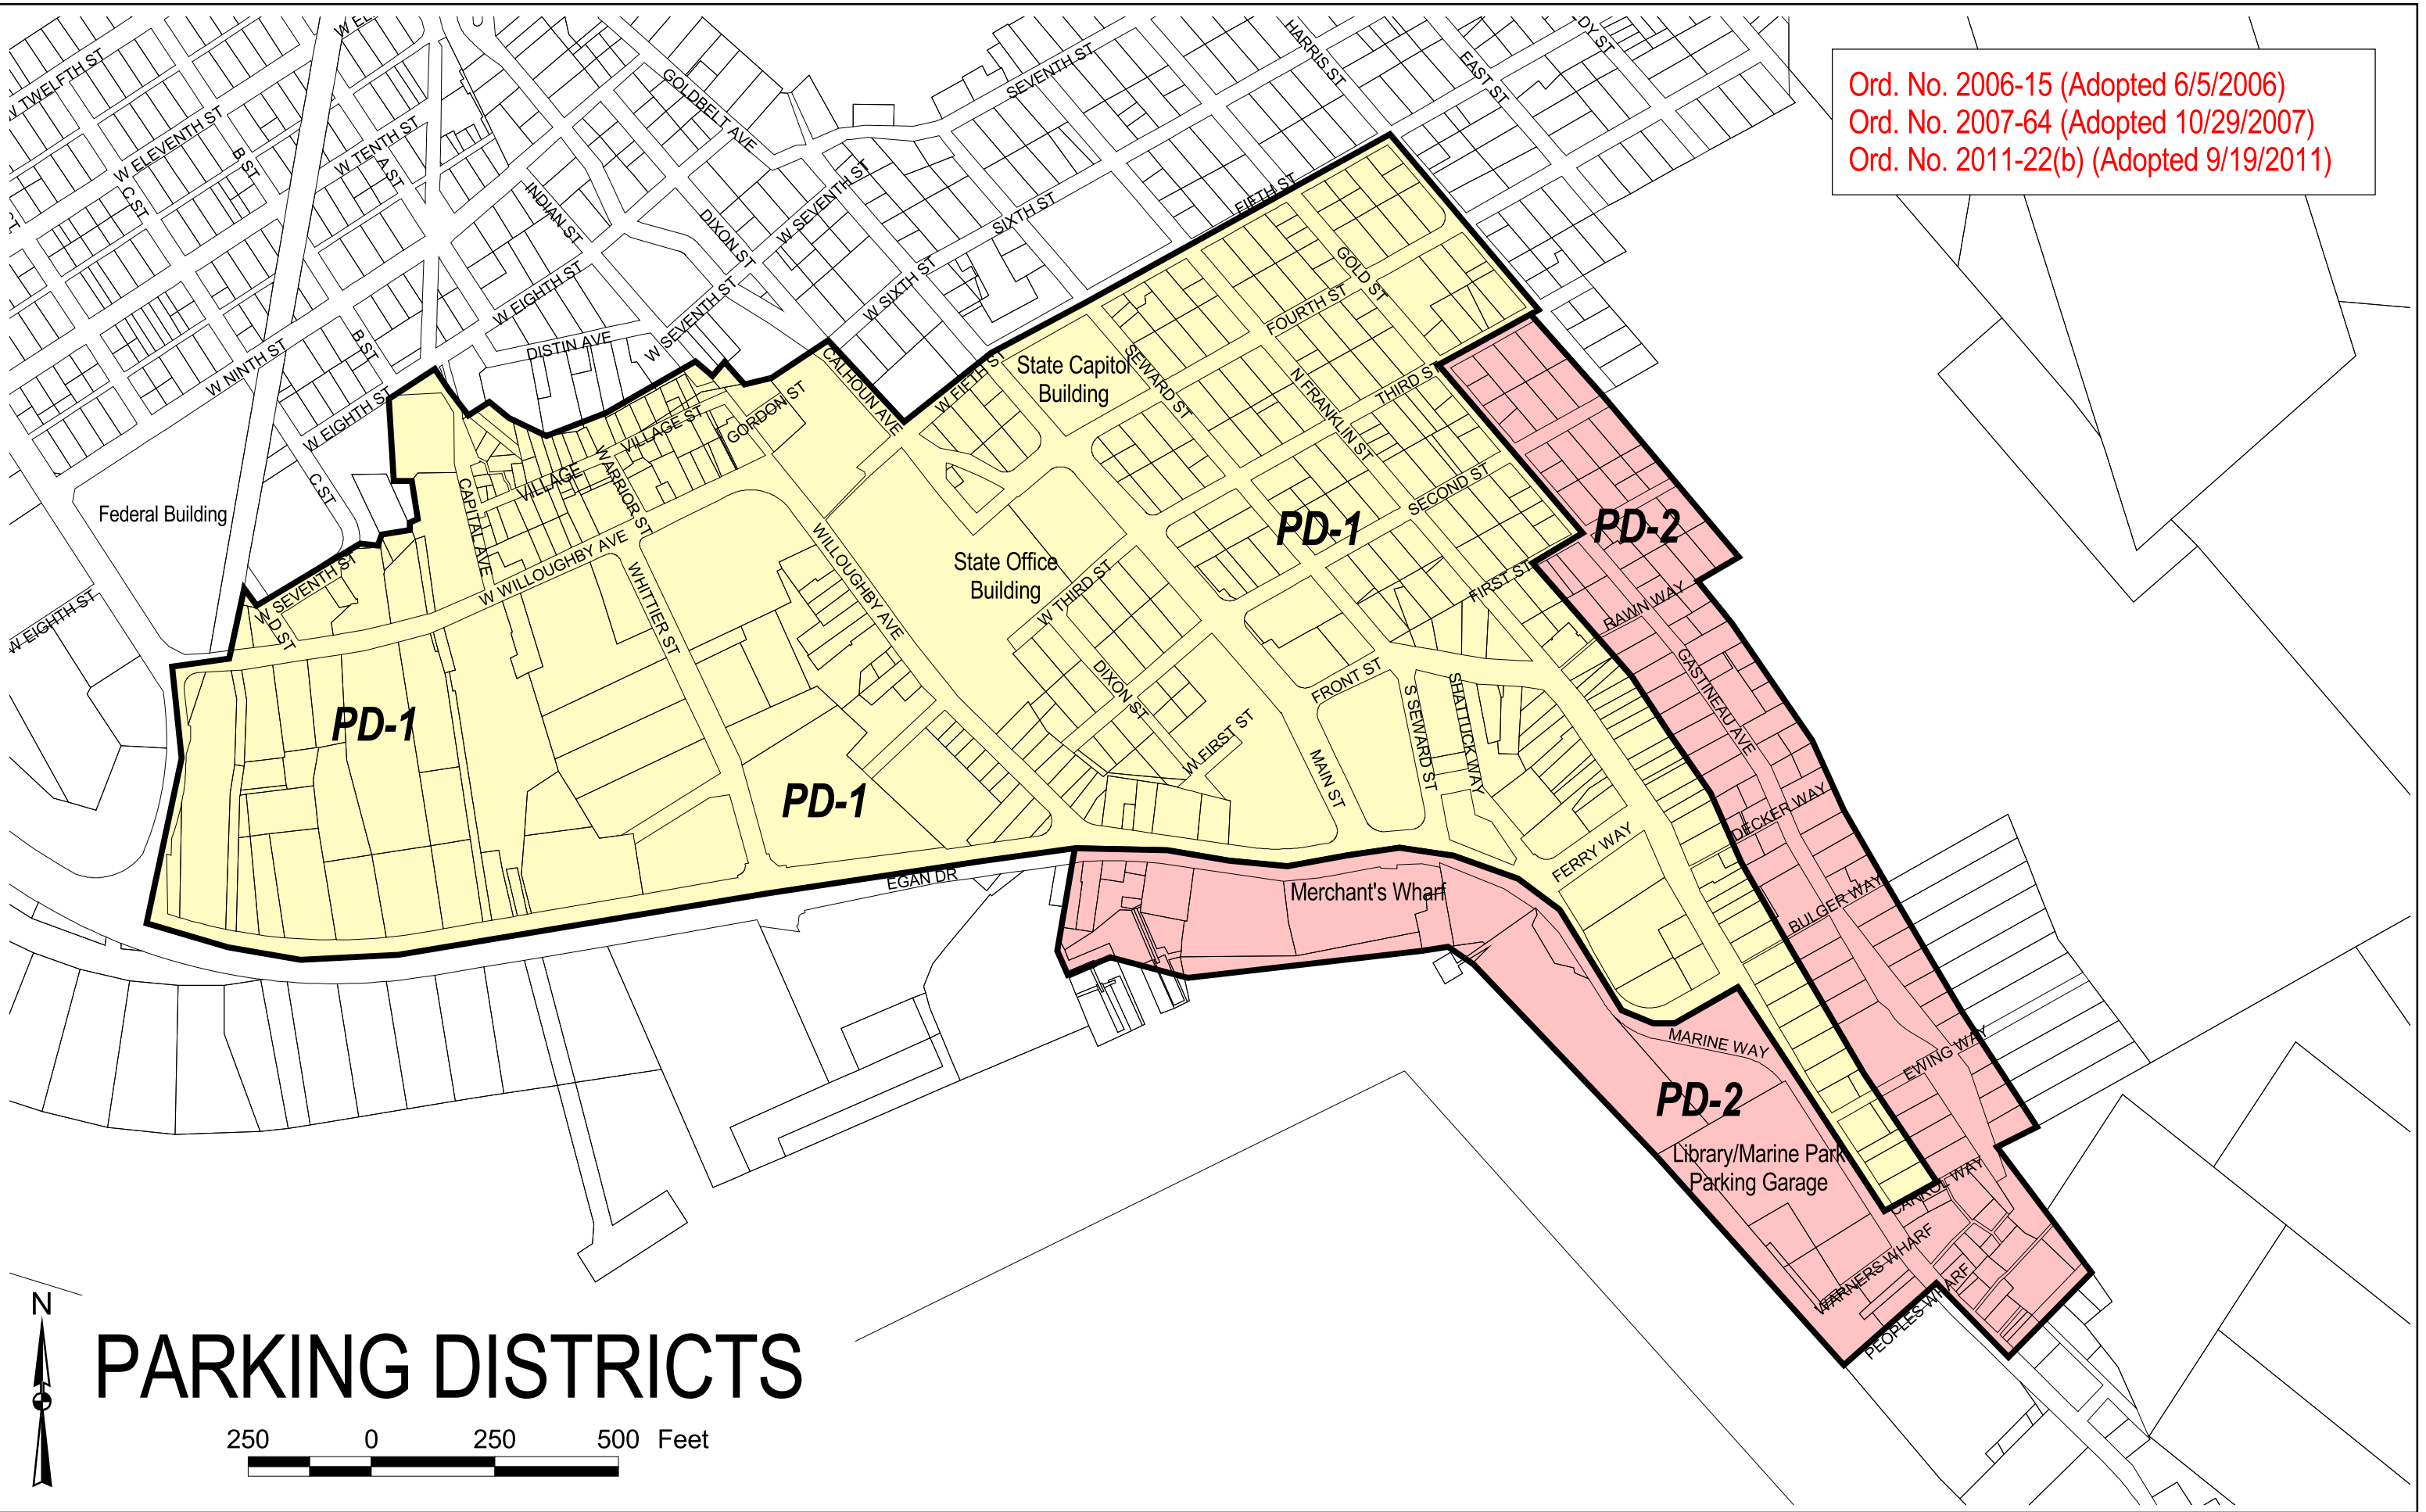 W TWELFTH ST
W ELEVENTH ST
W TENTH ST
B ST
A ST
C ST
GOLDBELT AVE
SEVENTH ST
HARRIS ST
EAST ST
Ord. No. 2006-15 (Adopted 6/5/2006)
Ord. No. 2007-64 (Adopted 10/29/2007)
Ord. No. 2011-22(b) (Adopted 9/19/2011)
INDIAN ST
DIXON ST
W SEVENTH ST
SIXTH ST
FIFTH ST
W EIGHTH ST
W SEVENTH ST
W SIXTH ST
GOLD ST
FOURTH ST
DISTIN AVE
B ST
W NINTH ST
CALHOUN AVE
W FIFTH ST
State Capitol
Building
SEWARD ST
N FRANKLIN ST
THIRD ST
W EIGHTH ST
VILLAGE ST
GORDON ST
Federal Building
C ST
CAPITAL AVE
VILLAGE
WARRIOR ST
SECOND ST
PD-1
PD-2
W SEVENTH ST
W D ST
W WILLOUGHBY AVE
WHITTIER ST
WILLOUGHBY AVE
State Office
Building
W THIRD ST
FIRST ST
RAWN WAY
W EIGHTH ST
DIXON ST
FRONT ST
GASTINEAU AVE
PD-1
PD-1
W FIRST ST
MAIN ST
S SEWARD ST
SHATTUCK WAY
DECKER WAY
FERRY WAY
EGAN DR
Merchant's Wharf
BULGER WAY
MARINE WAY
EWING WAY
PD-2
Library/Marine Park
Parking Garage
CARROL WAY
WARNERS WHARF
PEOPLES WHARF
N
PARKING DISTRICTS
250 0 250 500 Feet